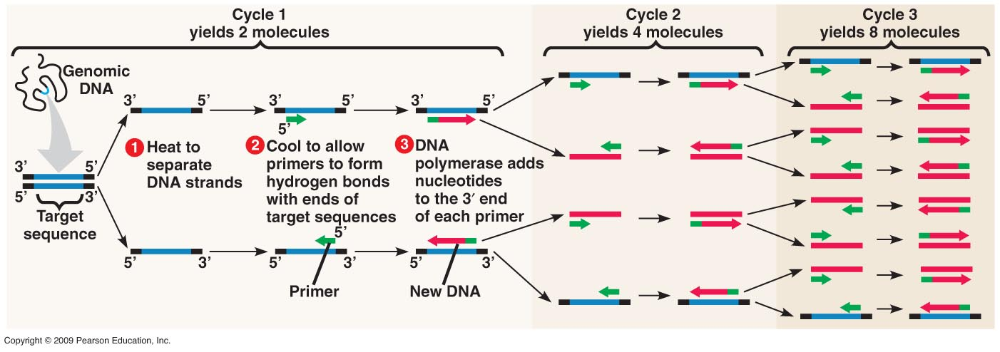 Cycle 1
yields 2 molecules
Cycle 2
yields 4 molecules
Cycle 3
yields 8 molecules
Genomic
DNA
3’ 5’
5’ 3’
Target
sequence
3’ 5’
1 Heat to
separate
DNA strands
5’ 3’
3’ 5’
5’
2 Cool to allow
primers to form
hydrogen bonds
with ends of
target sequences
5’
5’ 3’
Primer
3’ 5’
3 DNA
polymerase adds
nucleotides
to the 3′ end
of each primer
5’ 3’
New DNA
Copyright © 2009 Pearson Education, Inc.